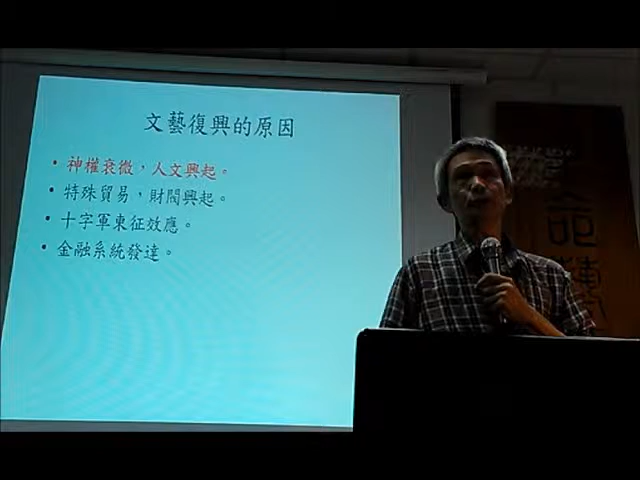 文藝復興的原因
• 神權衰微，人文興起。
• 特殊貿易，財閥興起。
• 十字軍東征效應。
• 金融系統發達。